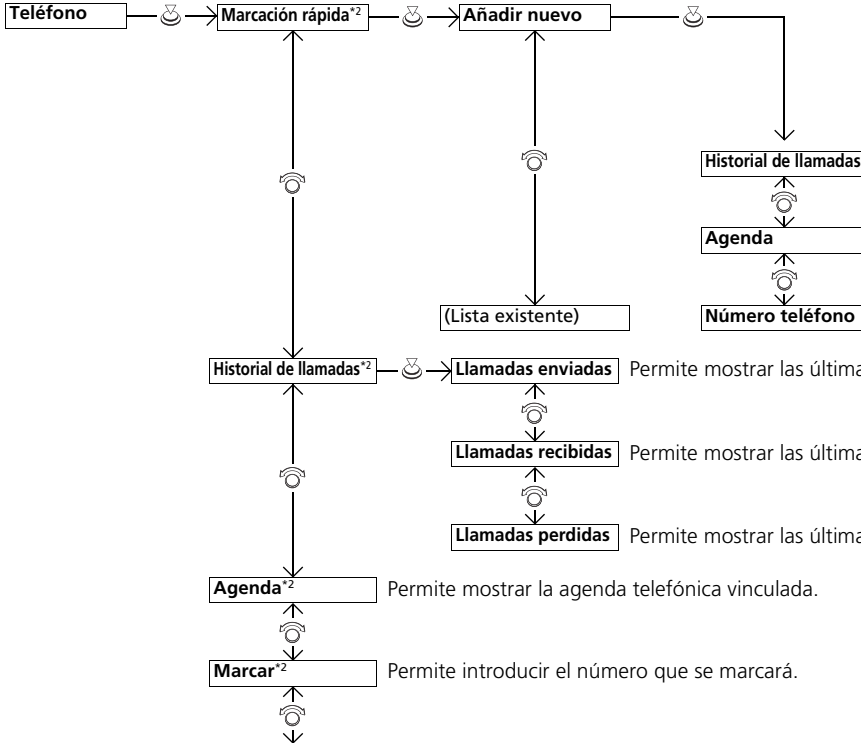 Teléfono
Marcación rápida*2
Añadir nuevo
Historial de llamadas
Agenda
(Lista existente)
Número teléfono
Historial de llamadas*2
Llamadas enviadas
Permite mostrar las última
Llamadas recibidas
Permite mostrar las última
Llamadas perdidas
Permite mostrar las última
Agenda*2
Permite mostrar la agenda telefónica vinculada.
Marcar*2
Permite introducir el número que se marcará.